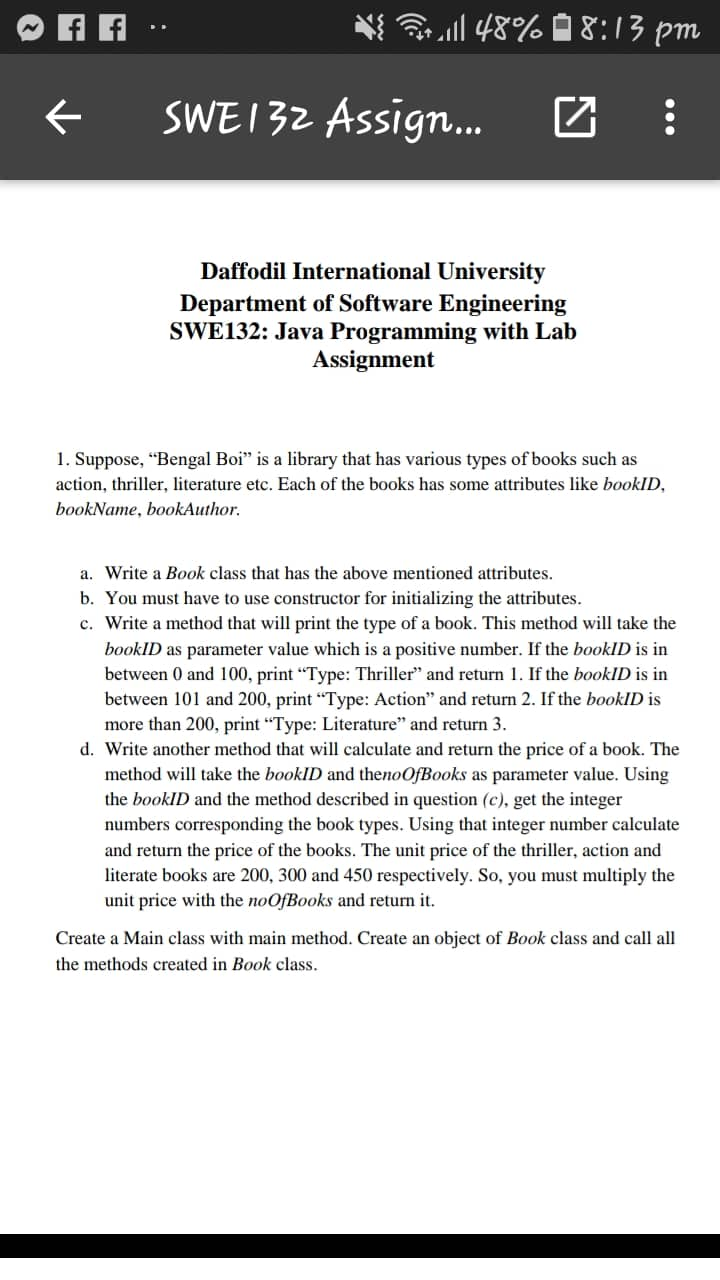 48% 8:13 pm
SWE132 Assign...
Daffodil International University
Department of Software Engineering
SWE132: Java Programming with Lab
Assignment
1. Suppose, “Bengal Boi” is a library that has various types of books such as
action, thriller, literature etc. Each of the books has some attributes like bookID,
bookName, bookAuthor.
a. Write a Book class that has the above mentioned attributes.
b. You must have to use constructor for initializing the attributes.
c. Write a method that will print the type of a book. This method will take the
bookID as parameter value which is a positive number. If the bookID is in
between 0 and 100, print “Type: Thriller” and return 1. If the bookID is in
between 101 and 200, print “Type: Action” and return 2. If the bookID is
more than 200, print “Type: Literature” and return 3.
d. Write another method that will calculate and return the price of a book. The
method will take the bookID and thenoOfBooks as parameter value. Using
the bookID and the method described in question (c), get the integer
numbers corresponding the book types. Using that integer number calculate
and return the price of the books. The unit price of the thriller, action and
literate books are 200, 300 and 450 respectively. So, you must multiply the
unit price with the noOfBooks and return it.
Create a Main class with main method. Create an object of Book class and call all
the methods created in Book class.